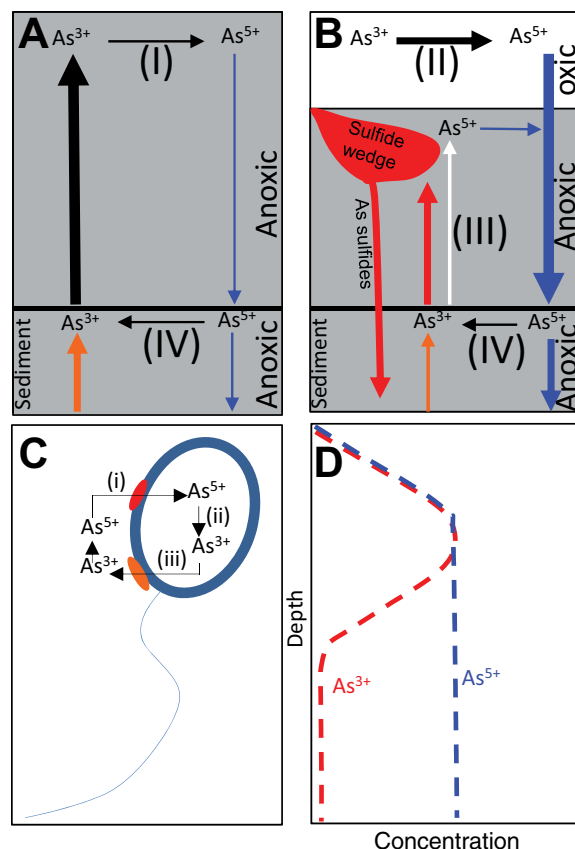 A
As³⁺
As⁵⁺
(I)
Anoxic
As³⁺
As⁵⁺
(IV)
Sediment
Anoxic
B
As³⁺
As⁵⁺
(II)
oxic
Sulfide
wedge
As⁵⁺
As sulfides
(III)
Anoxic
As³⁺
As⁵⁺
(IV)
Sediment
Anoxic
C
(i)
As⁵⁺
As⁵⁺
(ii)
As³⁺
As³⁺
(iii)
D
Depth
As³⁺
As⁵⁺
Concentration